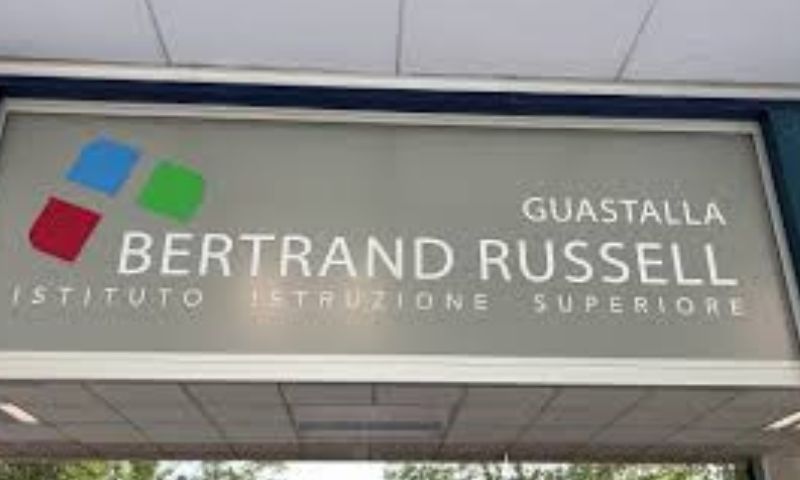 GUASTALLA
BERTRAND RUSSELL
ISTITUTO ISTRUZIONE SUPERIORE